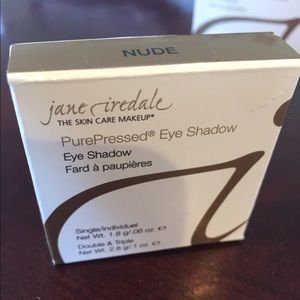 NUDE
jane iredale
THE SKIN CARE MAKEUP®
PurePressed® Eye Shadow
Eye Shadow
Fard à paupières
Single/individuel
Net Wt. 1.8 g/.06 oz ℮
Double & Triple
Net Wt. 2.8 g/.1 oz ℮